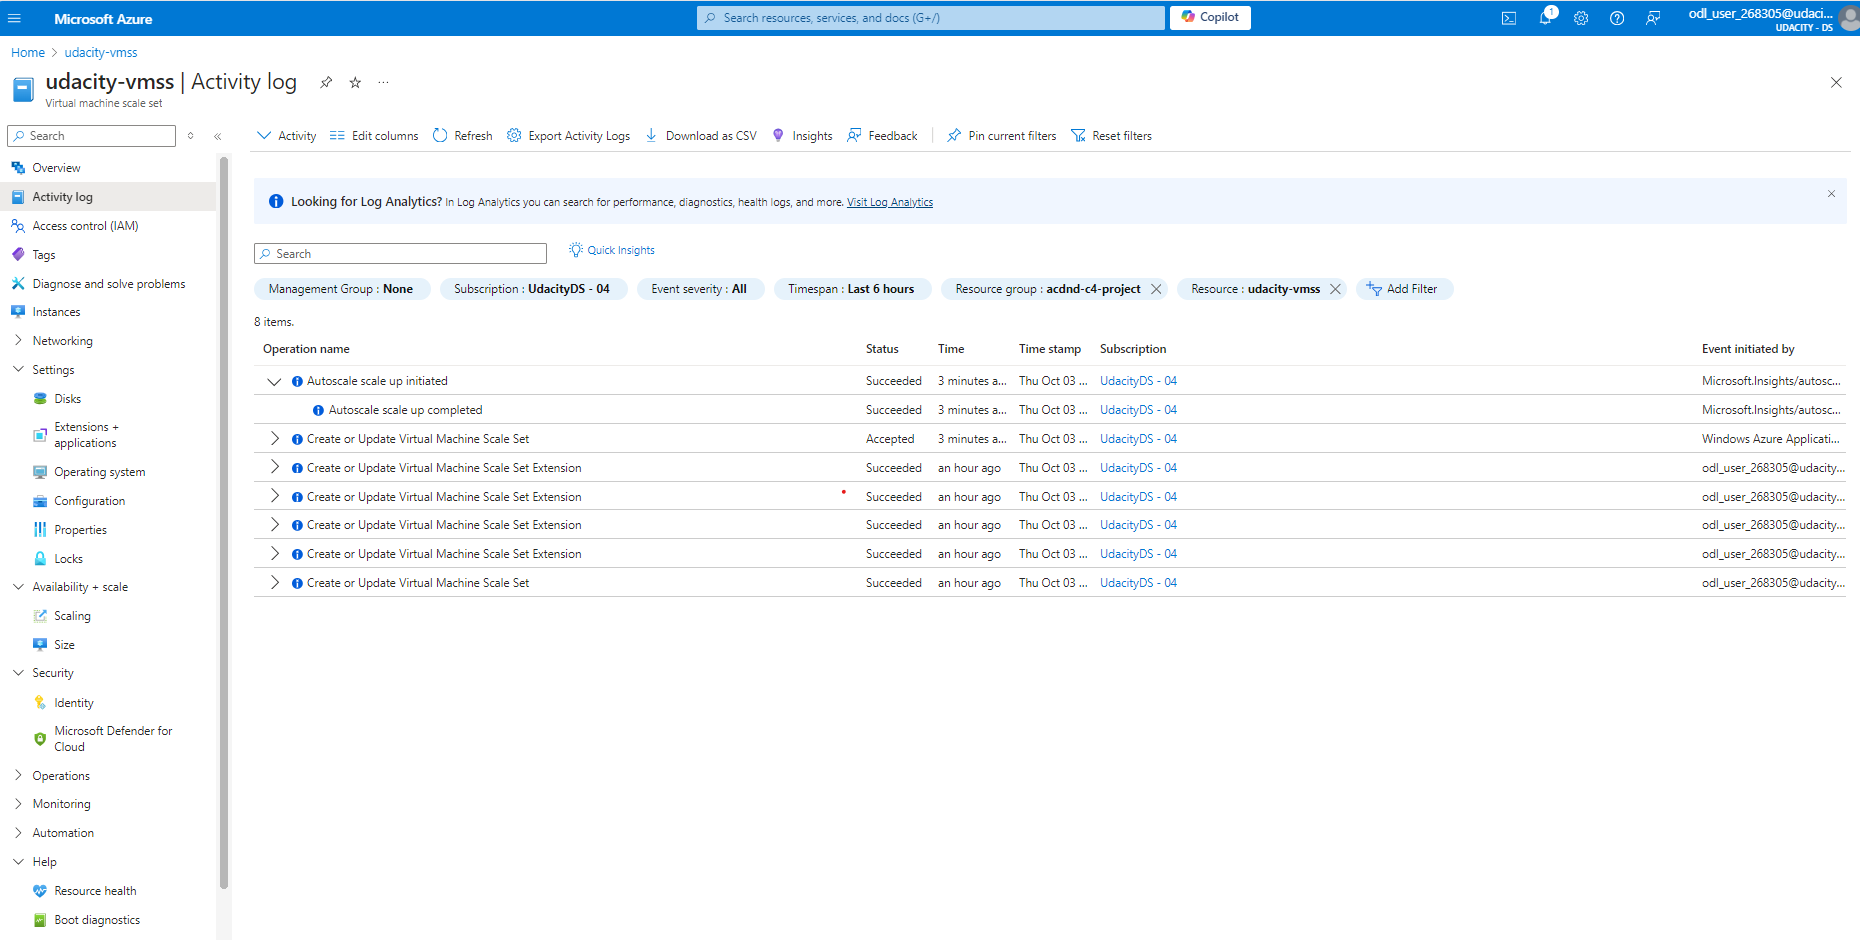 Microsoft Azure
Search resources, services, and docs (G+/)
Copilot
1
odl_user_268305@udaci...
UDACITY - DS
Home > udacity-vmss
udacity-vmss | Activity log
...
Virtual machine scale set
Search
«
Activity Edit columns Refresh Export Activity Logs Download as CSV Insights Feedback Pin current filters Reset filters
Overview
Activity log
Access control (IAM)
Tags
Diagnose and solve problems
Instances
Networking
Settings
Disks
Extensions +
applications
Operating system
Configuration
Properties
Locks
Availability + scale
Scaling
Size
Security
Identity
Microsoft Defender for
Cloud
Operations
Monitoring
Automation
Help
Resource health
Boot diagnostics
Looking for Log Analytics? In Log Analytics you can search for performance, diagnostics, health logs, and more. Visit Log Analytics
Search
Quick Insights
Management Group : None Subscription : UdacityDS - 04 Event severity : All Timespan : Last 6 hours Resource group : acdnd-c4-project Resource : udacity-vmss Add Filter
8 items.
Operation name Status Time Time stamp Subscription Event initiated by
Autoscale scale up initiated Succeeded 3 minutes a... Thu Oct 03 ... UdacityDS - 04 Microsoft.Insights/autosc...
Autoscale scale up completed Succeeded 3 minutes a... Thu Oct 03 ... UdacityDS - 04 Microsoft.Insights/autosc...
Create or Update Virtual Machine Scale Set Accepted 3 minutes a... Thu Oct 03 ... UdacityDS - 04 Windows Azure Applicati...
Create or Update Virtual Machine Scale Set Extension Succeeded an hour ago Thu Oct 03 ... UdacityDS - 04 odl_user_268305@udacity...
Create or Update Virtual Machine Scale Set Extension Succeeded an hour ago Thu Oct 03 ... UdacityDS - 04 odl_user_268305@udacity...
Create or Update Virtual Machine Scale Set Extension Succeeded an hour ago Thu Oct 03 ... UdacityDS - 04 odl_user_268305@udacity...
Create or Update Virtual Machine Scale Set Extension Succeeded an hour ago Thu Oct 03 ... UdacityDS - 04 odl_user_268305@udacity...
Create or Update Virtual Machine Scale Set Succeeded an hour ago Thu Oct 03 ... UdacityDS - 04 odl_user_268305@udacity...